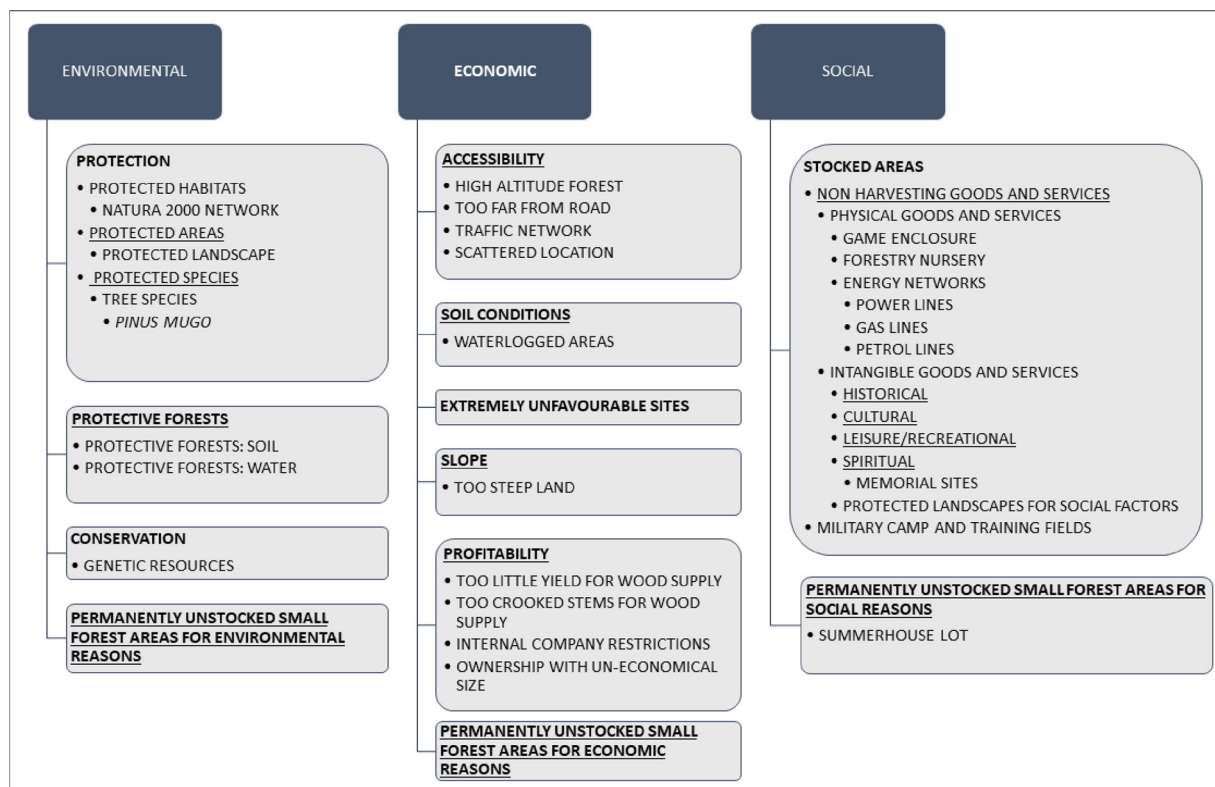 ENVIRONMENTAL
PROTECTION
• PROTECTED HABITATS
• NATURA 2000 NETWORK
• PROTECTED AREAS
• PROTECTED LANDSCAPE
• PROTECTED SPECIES
• TREE SPECIES
• PINUS MUGO
PROTECTIVE FORESTS
• PROTECTIVE FORESTS: SOIL
• PROTECTIVE FORESTS: WATER
CONSERVATION
• GENETIC RESOURCES
PERMANENTLY UNSTOCKED SMALL
FOREST AREAS FOR ENVIRONMENTAL
REASONS
ECONOMIC
ACCESSIBILITY
• HIGH ALTITUDE FOREST
• TOO FAR FROM ROAD
• TRAFFIC NETWORK
• SCATTERED LOCATION
SOIL CONDITIONS
• WATERLOGGED AREAS
EXTREMELY UNFAVOURABLE SITES
SLOPE
• TOO STEEP LAND
PROFITABILITY
• TOO LITTLE YIELD FOR WOOD SUPPLY
• TOO CROOKED STEMS FOR WOOD
SUPPLY
• INTERNAL COMPANY RESTRICTIONS
• OWNERSHIP WITH UN-ECONOMICAL
SIZE
PERMANENTLY UNSTOCKED SMALL
FOREST AREAS FOR ECONOMIC
REASONS
SOCIAL
STOCKED AREAS
• NON HARVESTING GOODS AND SERVICES
• PHYSICAL GOODS AND SERVICES
• GAME ENCLOSURE
• FORESTRY NURSERY
• ENERGY NETWORKS
• POWER LINES
• GAS LINES
• PETROL LINES
• INTANGIBLE GOODS AND SERVICES
• HISTORICAL
• CULTURAL
• LEISURE/RECREATIONAL
• SPIRITUAL
• MEMORIAL SITES
• PROTECTED LANDSCAPES FOR SOCIAL FACTORS
• MILITARY CAMP AND TRAINING FIELDS
PERMANENTLY UNSTOCKED SMALL FOREST AREAS FOR
SOCIAL REASONS
• SUMMERHOUSE LOT